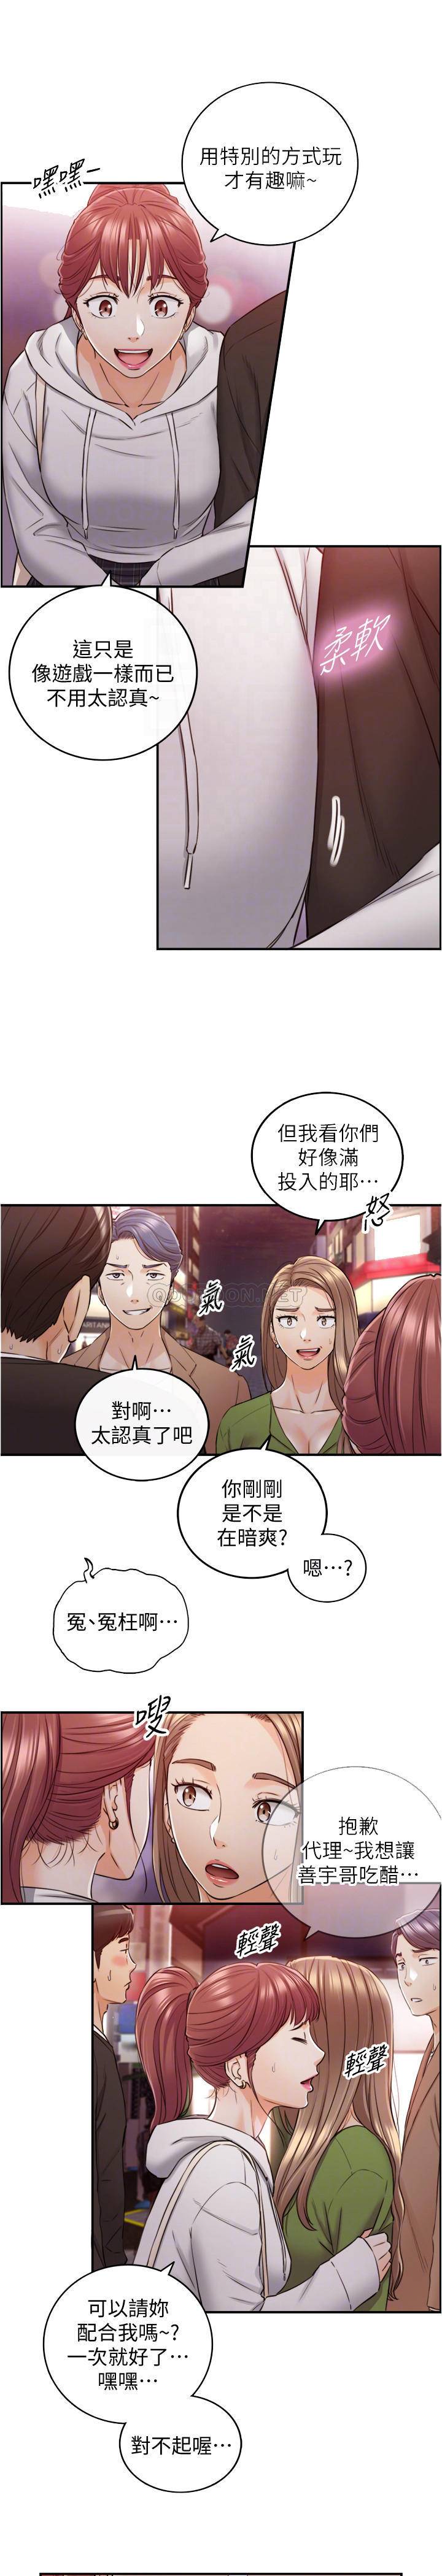 用特別的方式玩
才有趣嘛~
嘿嘿~
這只是
像遊戲一樣而已
不用太認真~
柔軟
但我看你們
好像滿
投入的耶…
怒
氣
氣
對啊…
太認真了吧
你剛剛
是不是
在暗爽?
嗯…?
冤、冤枉啊…
嗖
抱歉
代理~我想讓
善宇哥吃醋…
輕聲
輕聲
可以請妳
配合我嗎~?
一次就好了…
嘿嘿…
對不起喔…